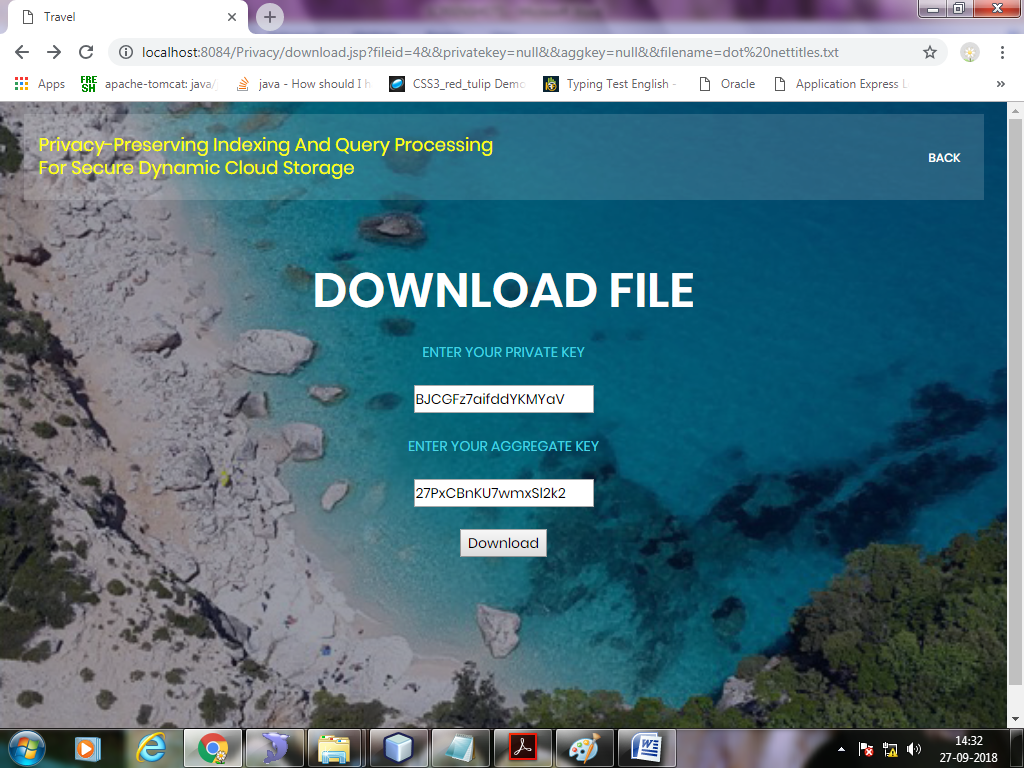 Travel
localhost:8084/Privacy/download.jsp?fileid=4&&privatekey=null&&aggkey=null&&filename=dot%20nettitles.txt
Apps
FRE
SH
apache-tomcat: java/
java - How should I h
CSS3_red_tulip Demo
Typing Test English -
Oracle
Application Express L
»
Privacy-Preserving Indexing And Query Processing
For Secure Dynamic Cloud Storage
BACK
DOWNLOAD FILE
ENTER YOUR PRIVATE KEY
BJCGFz7aifddYKMYaV
ENTER YOUR AGGREGATE KEY
27PxCBnKU7wmxSl2k2
Download
14:32
27-09-2018